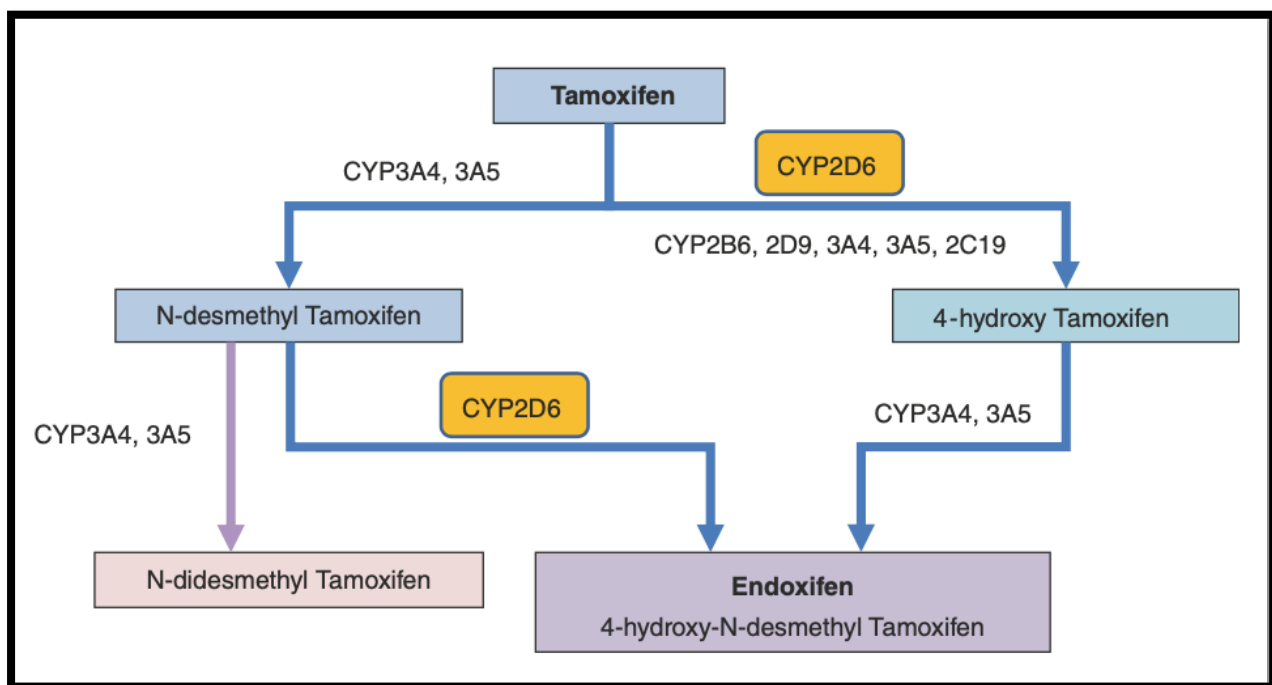 Tamoxifen
CYP3A4, 3A5
CYP2D6
CYP2B6, 2D9, 3A4, 3A5, 2C19
N-desmethyl Tamoxifen
4-hydroxy Tamoxifen
CYP3A4, 3A5
CYP2D6
CYP3A4, 3A5
N-didesmethyl Tamoxifen
Endoxifen
4-hydroxy-N-desmethyl Tamoxifen